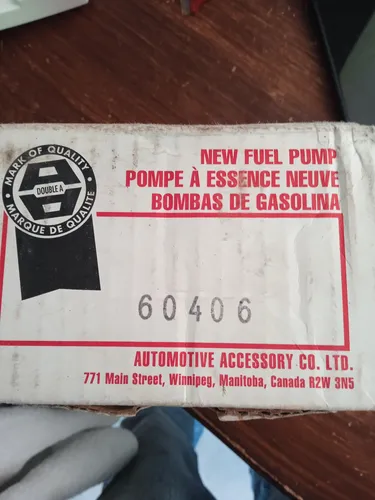 MARK OF QUALITY
DOUBLE A
MARQUE DE QUALITÉ
NEW FUEL PUMP
POMPE À ESSENCE NEUVE
BOMBAS DE GASOLINA
60406
AUTOMOTIVE ACCESSORY CO. LTD.
771 Main Street, Winnipeg, Manitoba, Canada R2W 3N5